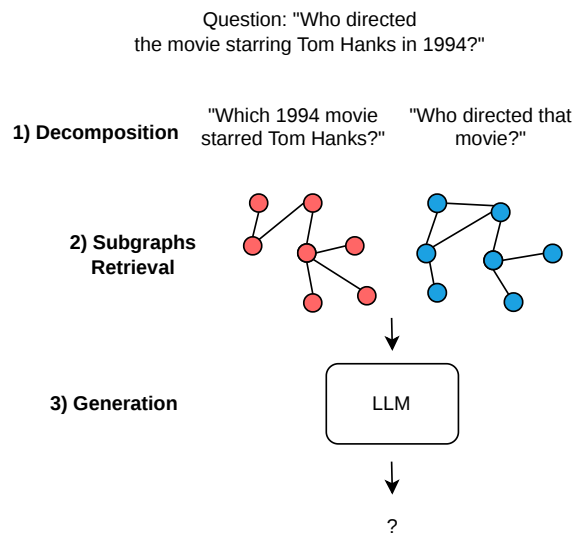 Question: "Who directed
the movie starring Tom Hanks in 1994?"
1) Decomposition
"Which 1994 movie
starred Tom Hanks?"
"Who directed that
movie?"
2) Subgraphs
Retrieval
3) Generation
LLM
?